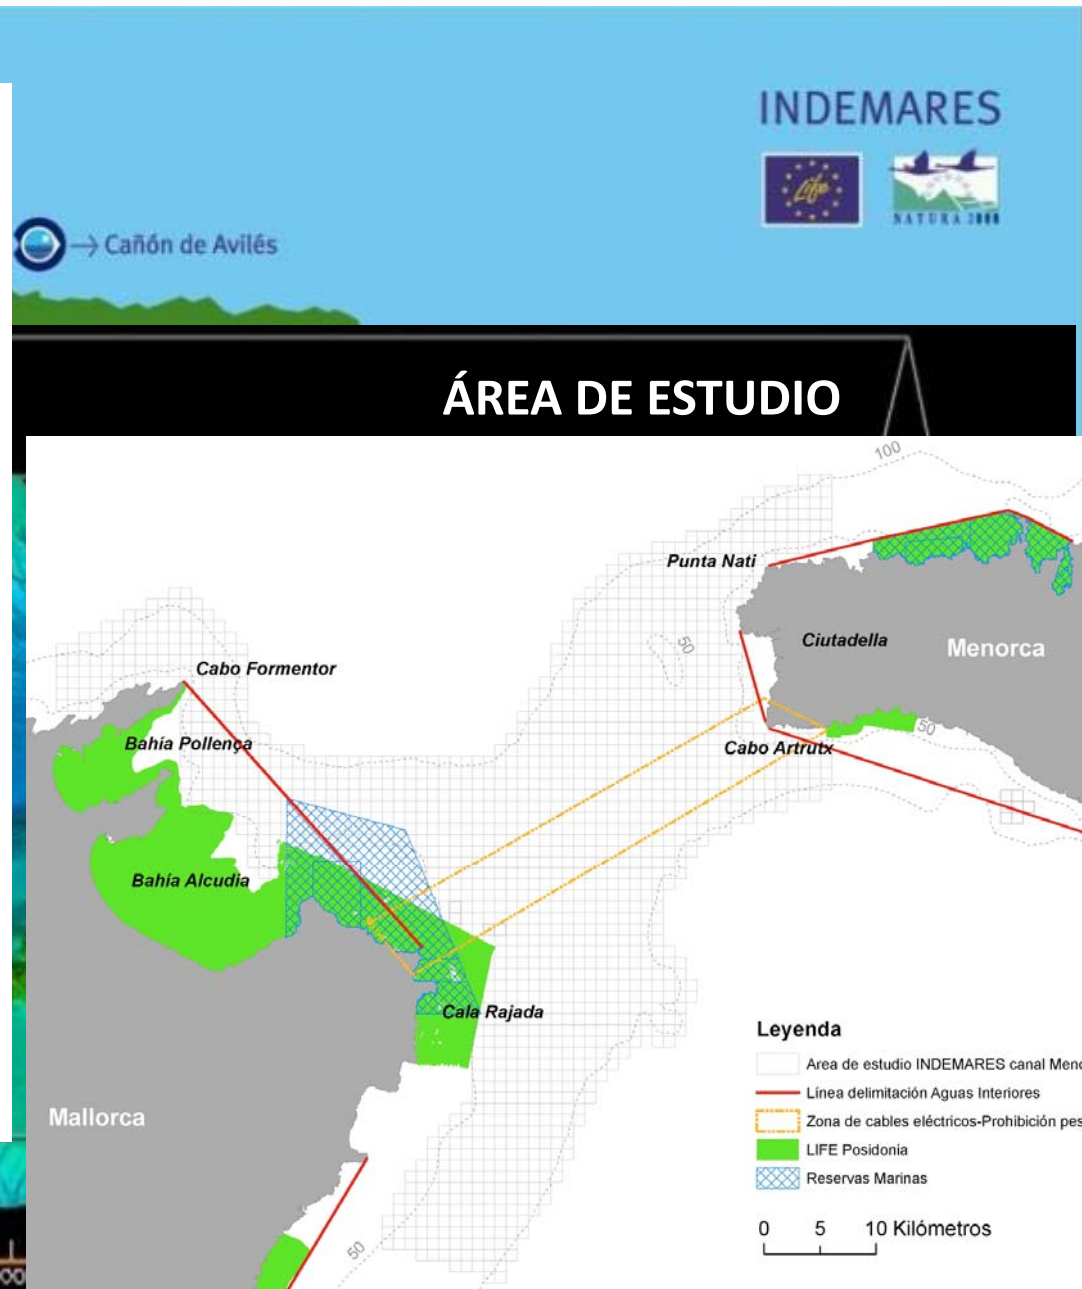 INDEMARES
Life
NATURA 2000
→ Cañón de Avilés
ÁREA DE ESTUDIO
100
Punta Nati
50
Ciutadella
Menorca
Cabo Formentor
Bahía Pollença
50
Cabo Artrutx
Bahía Alcudia
Cala Rajada
Mallorca
50
Leyenda
Area de estudio INDEMARES canal Meno
Línea delimitación Aguas Interiores
Zona de cables eléctricos-Prohibición pes
LIFE Posidonia
Reservas Marinas
0 5 10 Kilómetros